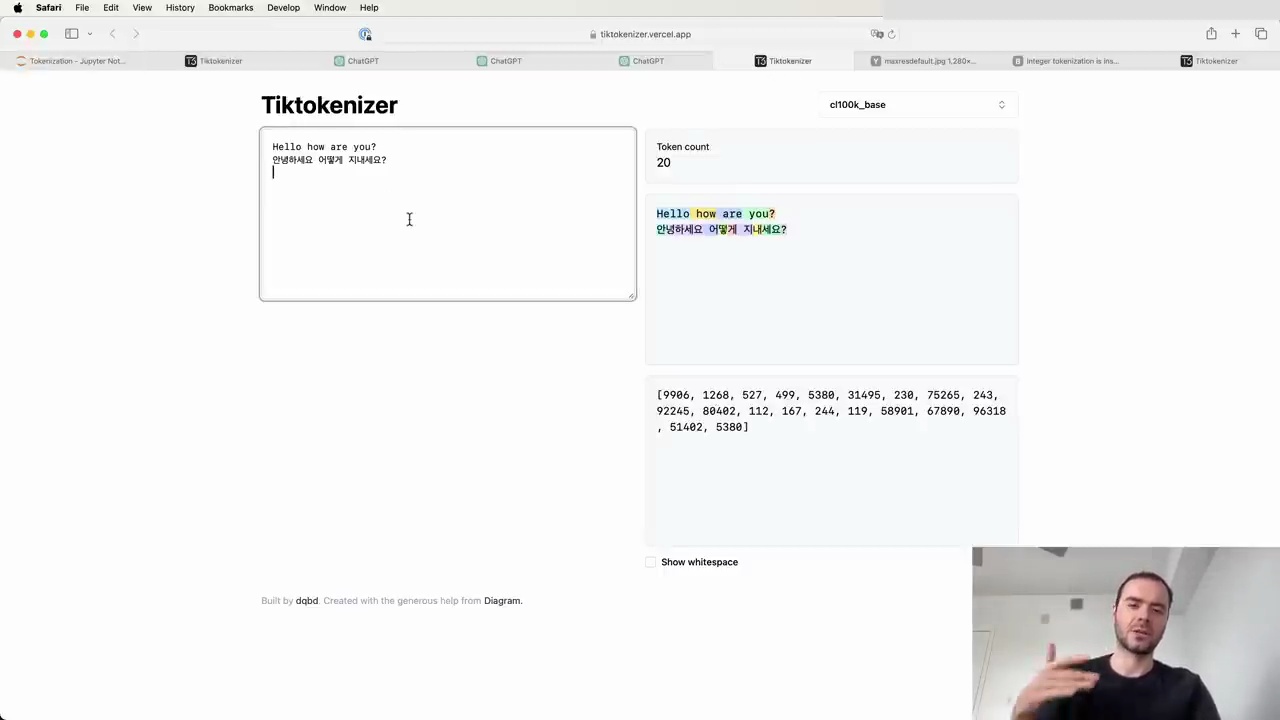 Safari File Edit View History Bookmarks Develop Window Help
tiktokenizer.vercel.app
Tokenization - Jupyter Not... Tiktokenizer ChatGPT ChatGPT ChatGPT Tiktokenizer maxresdefault.jpg 1,280×... Integer tokenization is ins... Tiktokenizer
Tiktokenizer
cl100k_base
Hello how are you?
안녕하세요 어떻게 지내세요?
Token count
20
Hello how are you?
안녕하세요 어떻게 지내세요?
[9906, 1268, 527, 499, 5380, 31495, 230, 75265, 243,
92245, 80402, 112, 167, 244, 119, 58901, 67890, 96318
, 51402, 5380]
Show whitespace
Built by dqbd. Created with the generous help from Diagram.